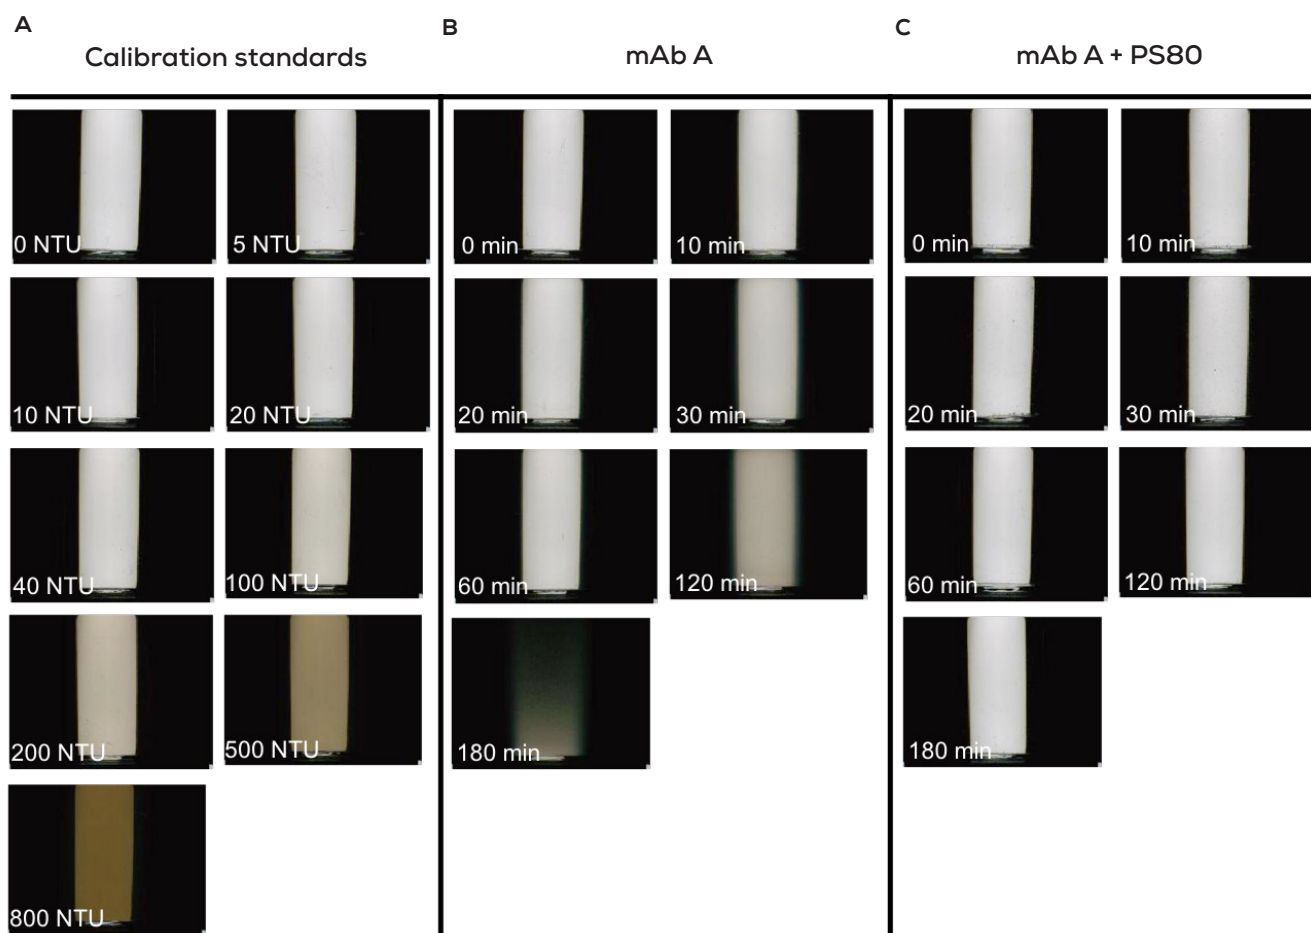 A
Calibration standards
0 NTU
5 NTU
10 NTU
20 NTU
40 NTU
100 NTU
200 NTU
500 NTU
800 NTU
B
mAb A
0 min
10 min
20 min
30 min
60 min
120 min
180 min
C
mAb A + PS80
0 min
10 min
20 min
30 min
60 min
120 min
180 min